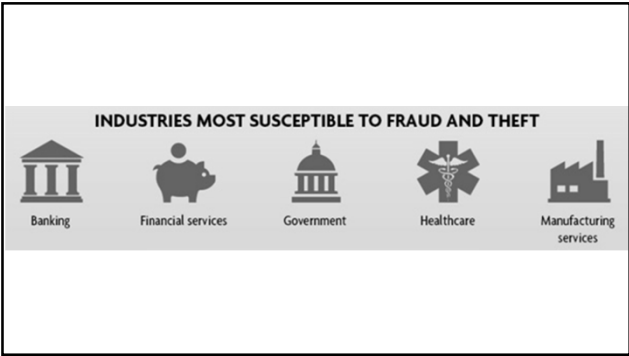 INDUSTRIES MOST SUSCEPTIBLE TO FRAUD AND THEFT
Banking
Financial services
Government
Healthcare
Manufacturing
services